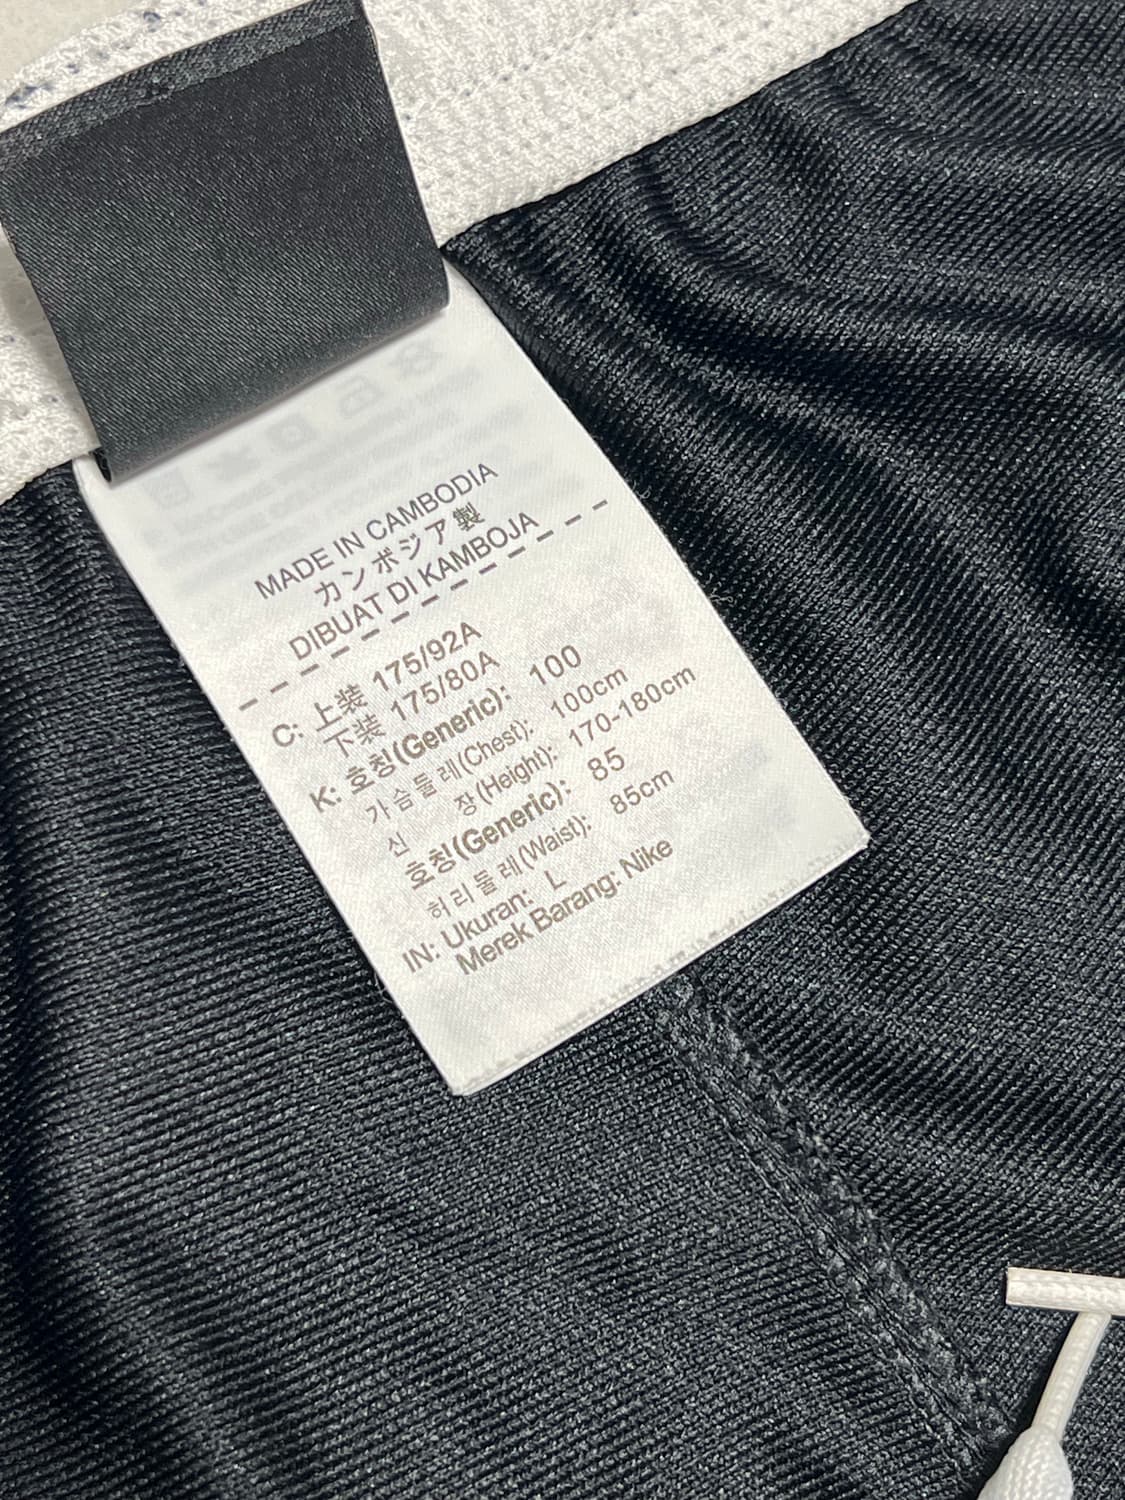 MADE IN CAMBODIA
カンボジア製
DIBUAT DI KAMBOJA
C: 上装 175/92A
下装 175/80A
K: 호칭(Generic): 100
가슴둘레(Chest): 100cm
신 장(Height): 170-180cm
호칭(Generic): 85
허리둘레(Waist): 85cm
IN: Ukuran: L
Merek Barang: Nike